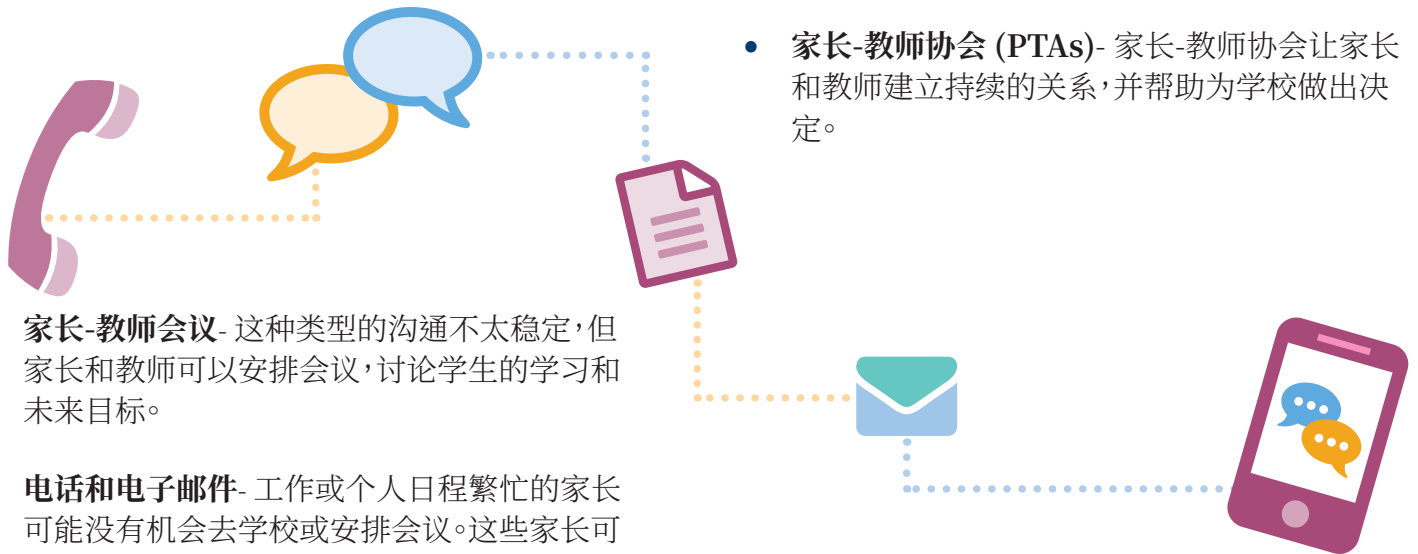 家长-教师会议- 这种类型的沟通不太稳定，但
家长和教师可以安排会议，讨论学生的学习和
未来目标。
电话和电子邮件- 工作或个人日程繁忙的家长
可能没有机会去学校或安排会议。这些家长可
• 家长-教师协会 (PTAs)- 家长-教师协会让家长
和教师建立持续的关系，并帮助为学校做出决
定。